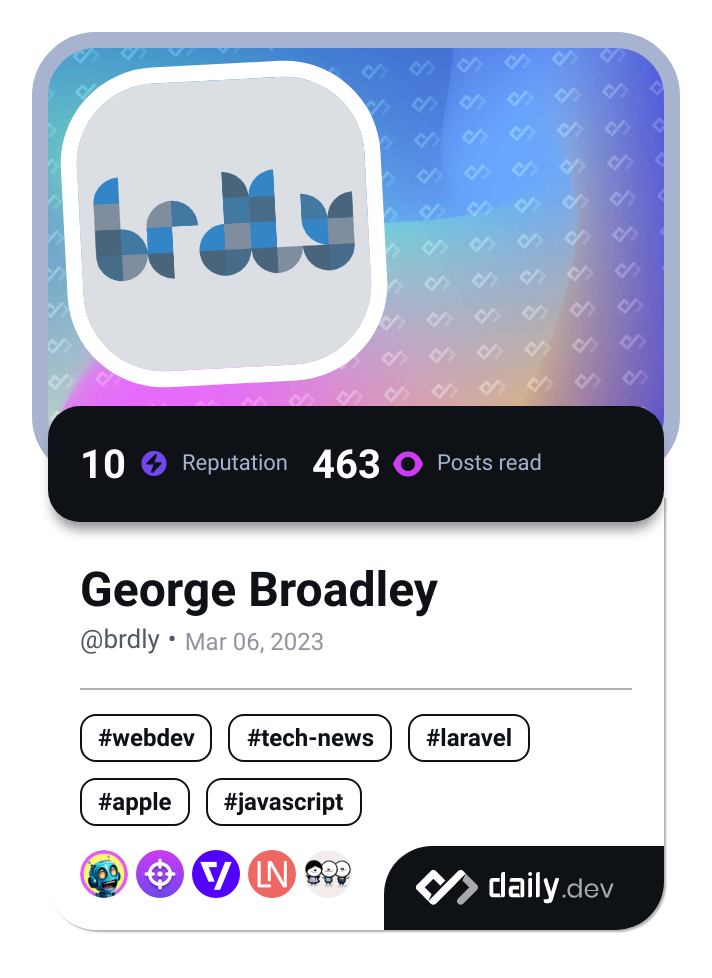 brdly
10 Reputation 463 Posts read
George Broadley
@brdly • Mar 06, 2023
#webdev #tech-news #laravel
#apple #javascript
LN
daily.dev